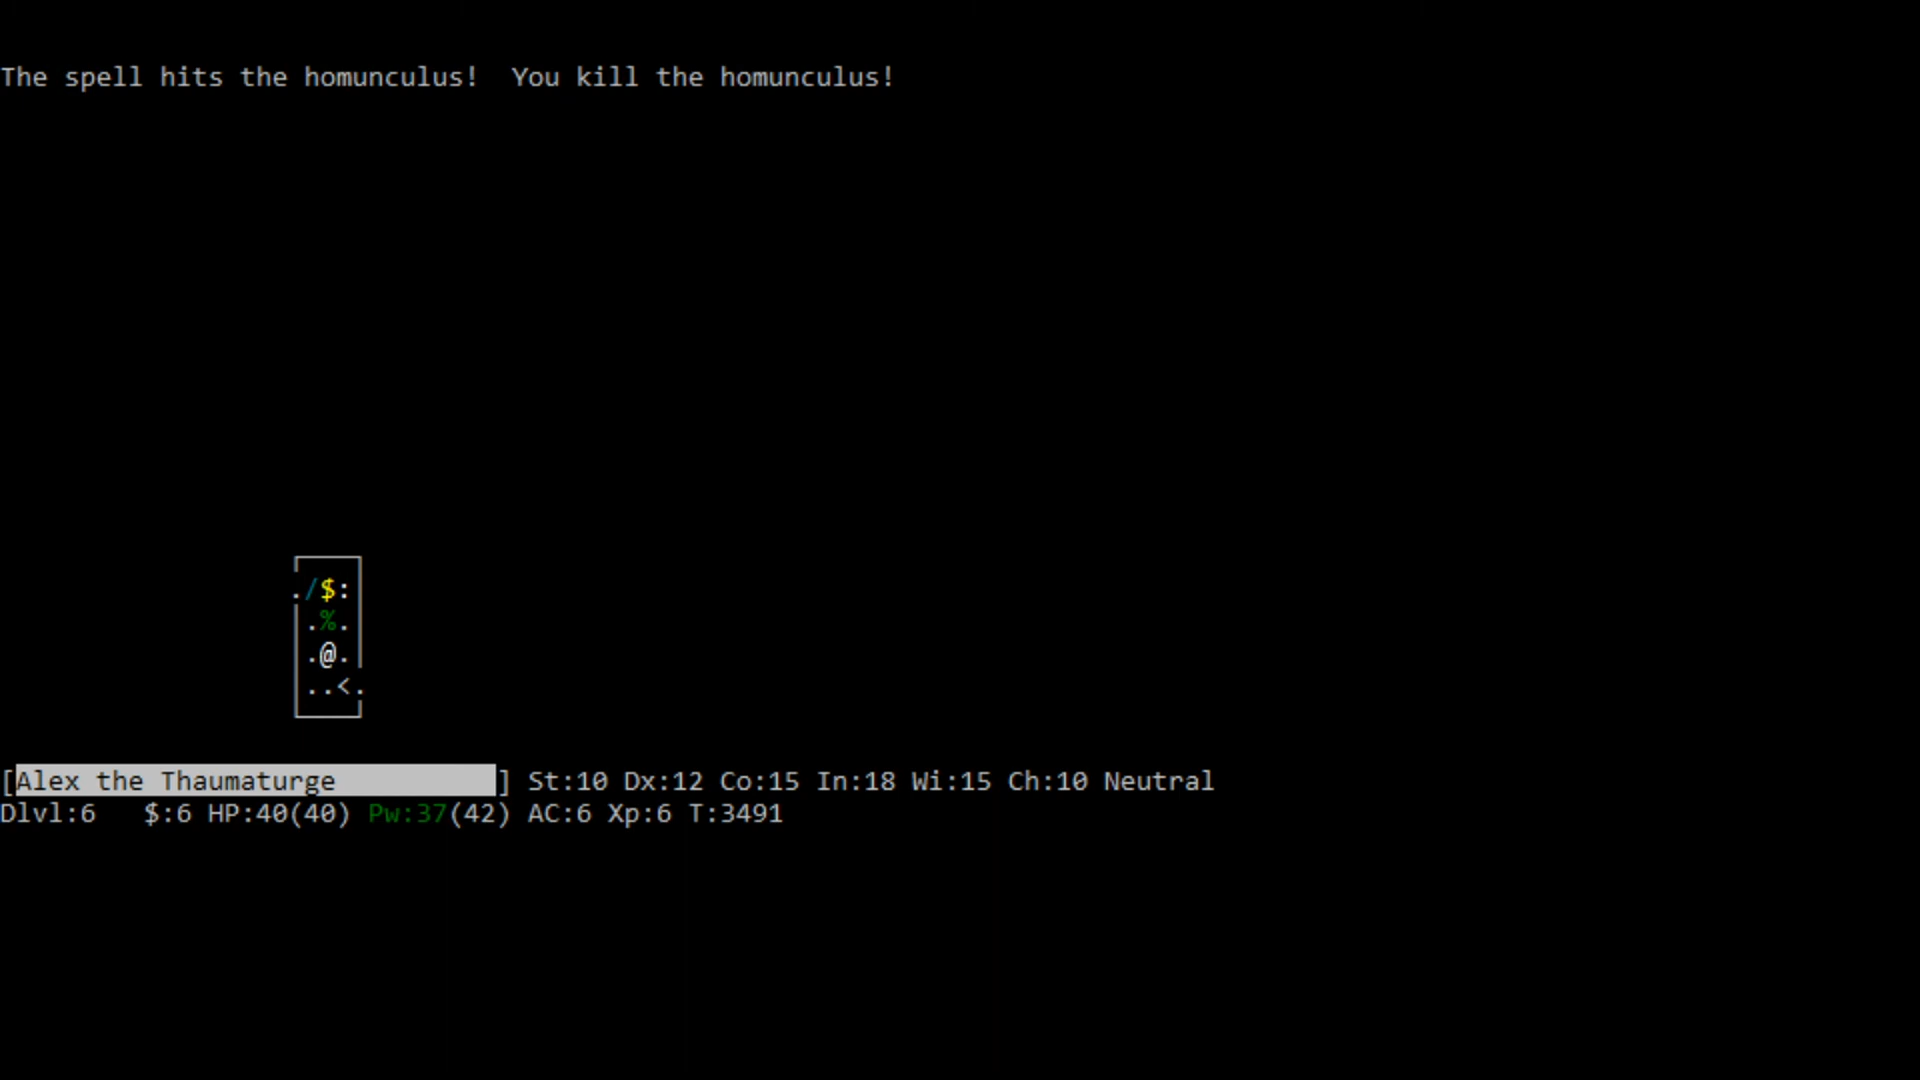 The spell hits the homunculus!  You kill the homunculus!
./$:
.%.
.@.
..<.
[Alex the Thaumaturge          ] St:10 Dx:12 Co:15 In:18 Wi:15 Ch:10 Neutral
Dlvl:6   $:6 HP:40(40) Pw:37(42) AC:6 Xp:6 T:3491